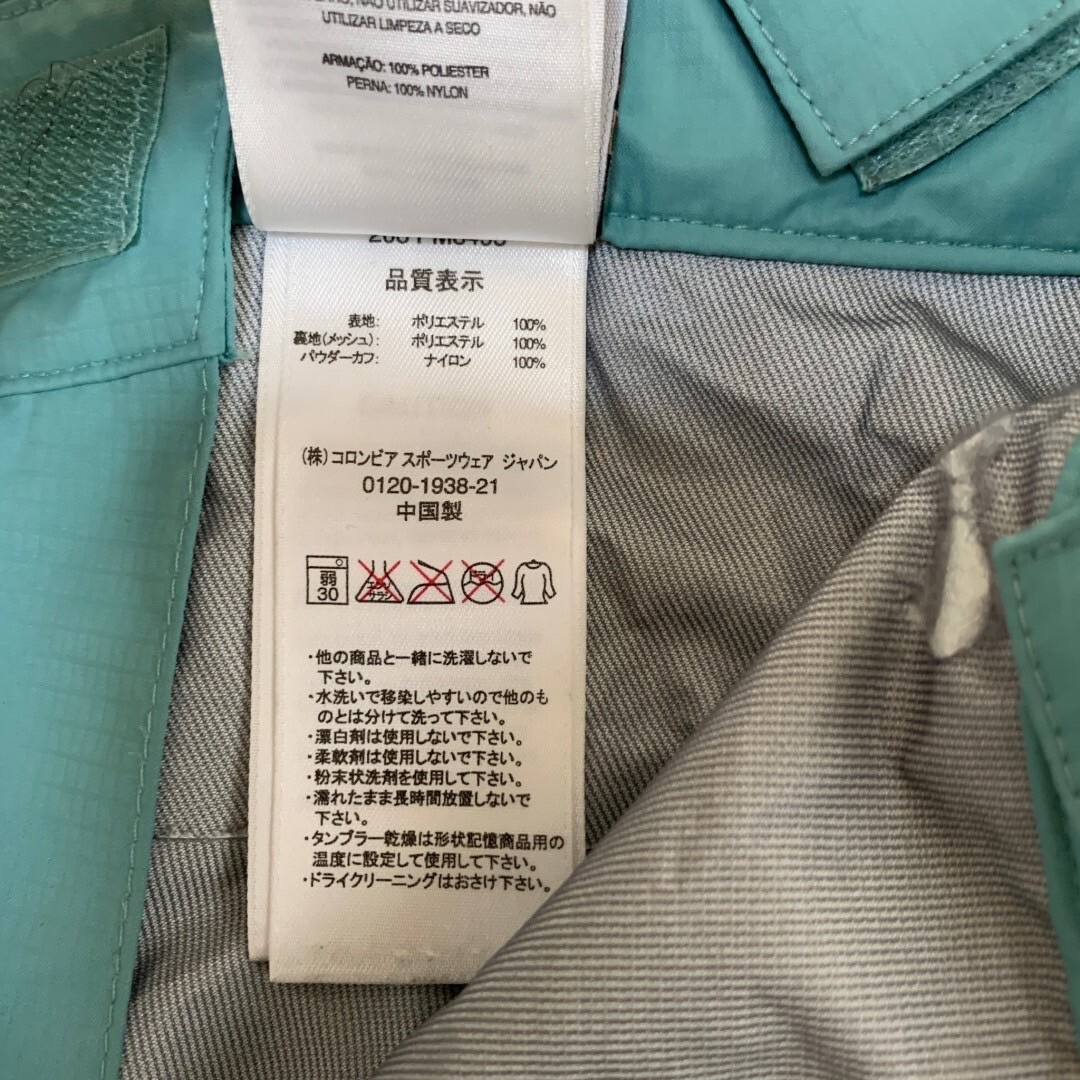 NÃO UTILIZAR SUAVIZADOR, NÃO
UTILIZAR LIMPEZA A SECO
ARMAÇÃO: 100% POLIESTER
PERNA: 100% NYLON
品質表示
表地: ポリエステル 100%
裏地(メッシュ): ポリエステル 100%
パウダーカフ: ナイロン 100%
(株)コロンビア スポーツウェア ジャパン
0120-1938-21
中国製
弱
30
エンソ
サラシ
ドライ
・他の商品と一緒に洗濯しないで
下さい。
・水洗いで移染しやすいので他のも
のとは分けて洗って下さい。
・漂白剤は使用しないで下さい。
・柔軟剤は使用しないで下さい。
・粉末状洗剤を使用して下さい。
・濡れたまま長時間放置しないで
下さい。
・タンブラー乾燥は形状記憶商品用の
温度に設定して使用して下さい。
・ドライクリーニングはおさけ下さい。